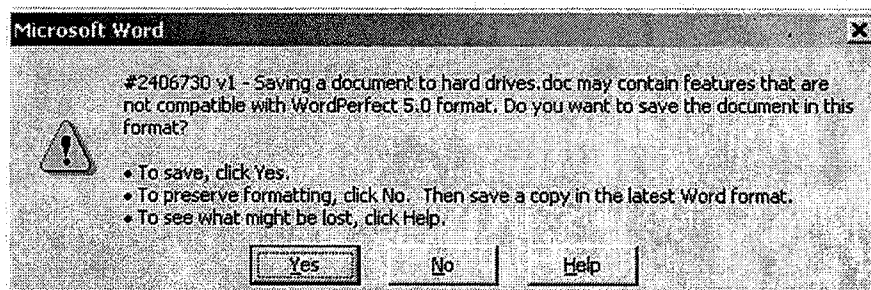 Microsoft Word
#2406730 v1 - Saving a document to hard drives.doc may contain features that are
not compatible with WordPerfect 5.0 format. Do you want to save the document in this
format?
• To save, click Yes.
• To preserve formatting, click No. Then save a copy in the latest Word format.
• To see what might be lost, click Help.
Yes No Help